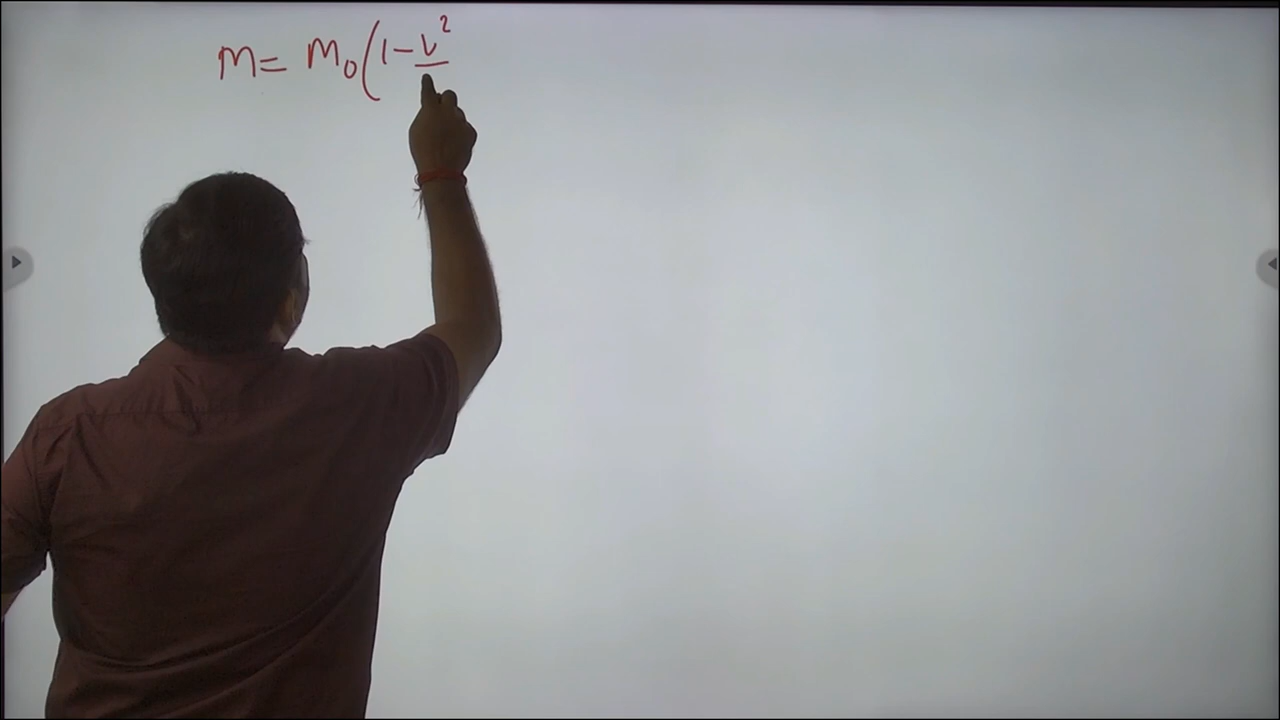 m = m₀(1-v²